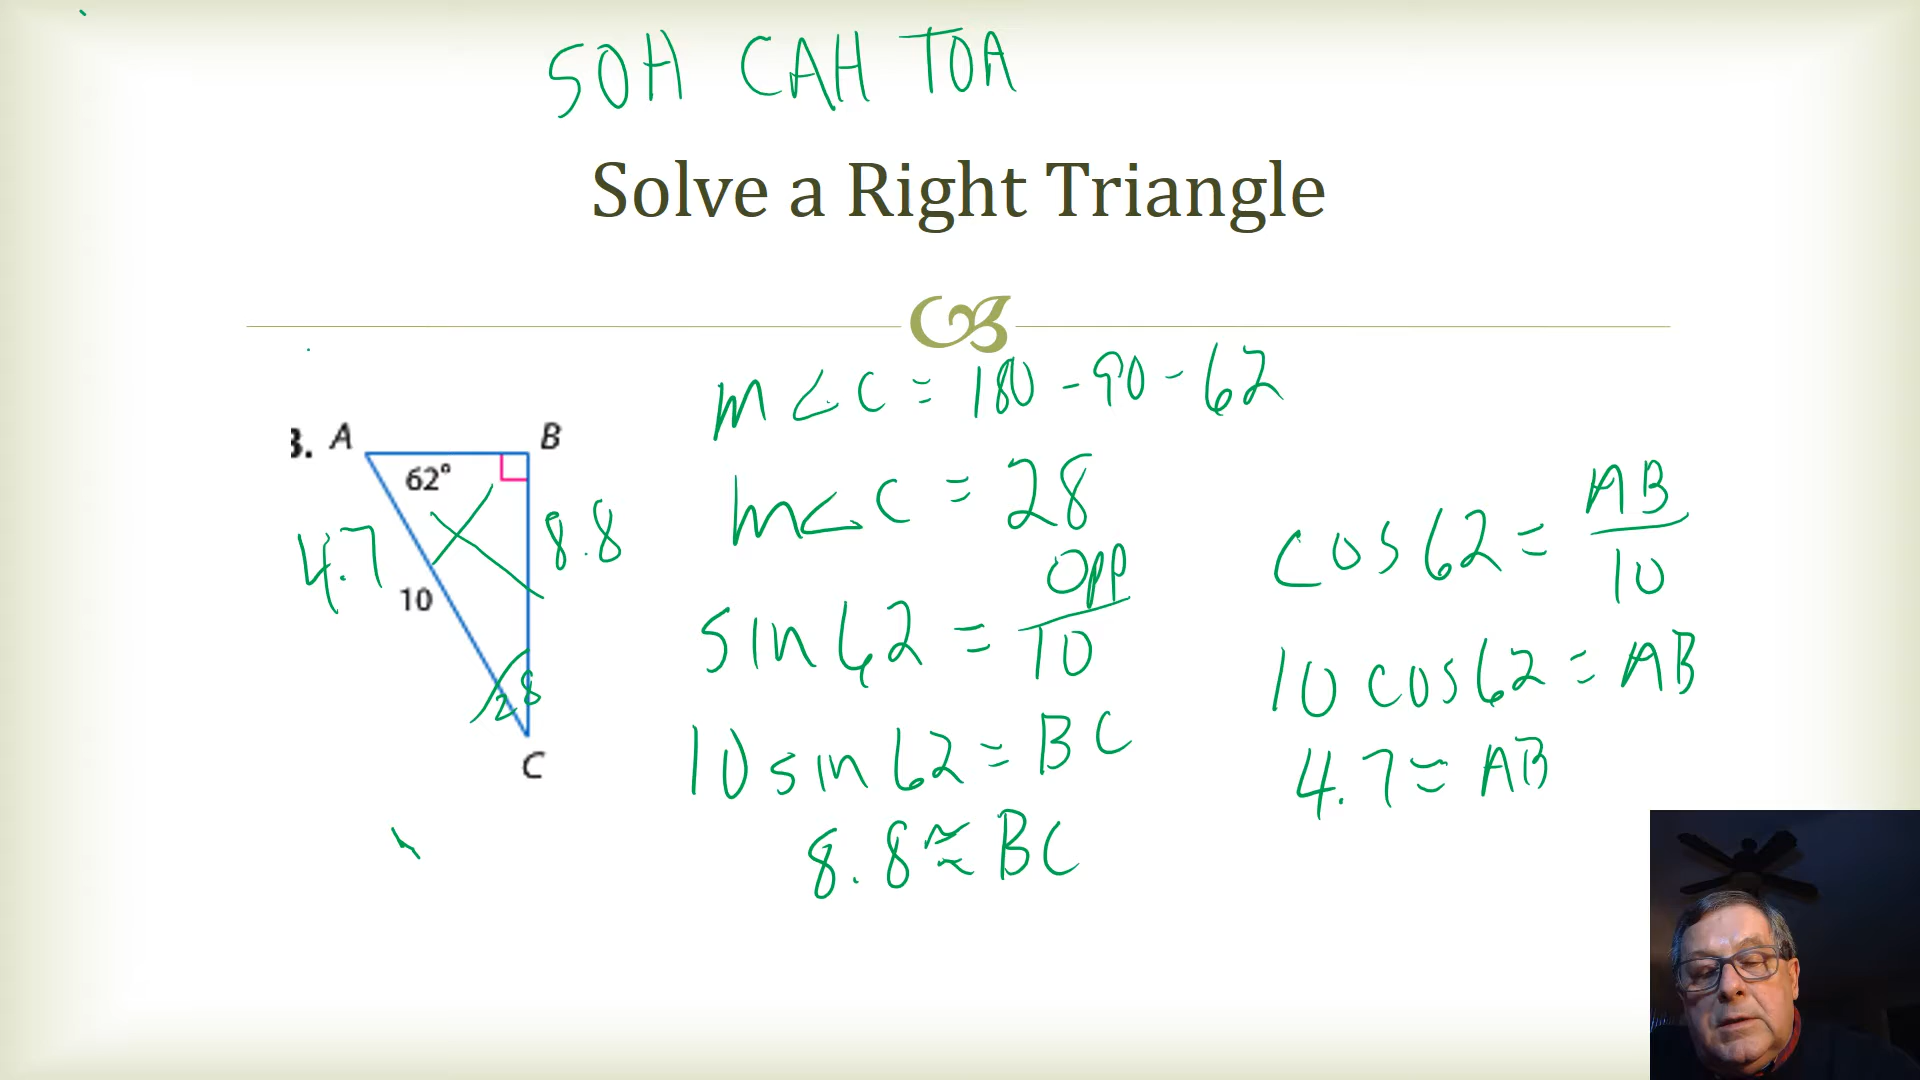 SOH CAH TOA
Solve a Right Triangle
m∠C = 180 - 90 - 62
3. A B
62°
m∠C = 28
4.7 8.8
10
28
C
sin 62 = opp/10
10 sin 62 = BC
8.8 ≈ BC
cos 62 = AB/10
10 cos 62 = AB
4.7 ≈ AB